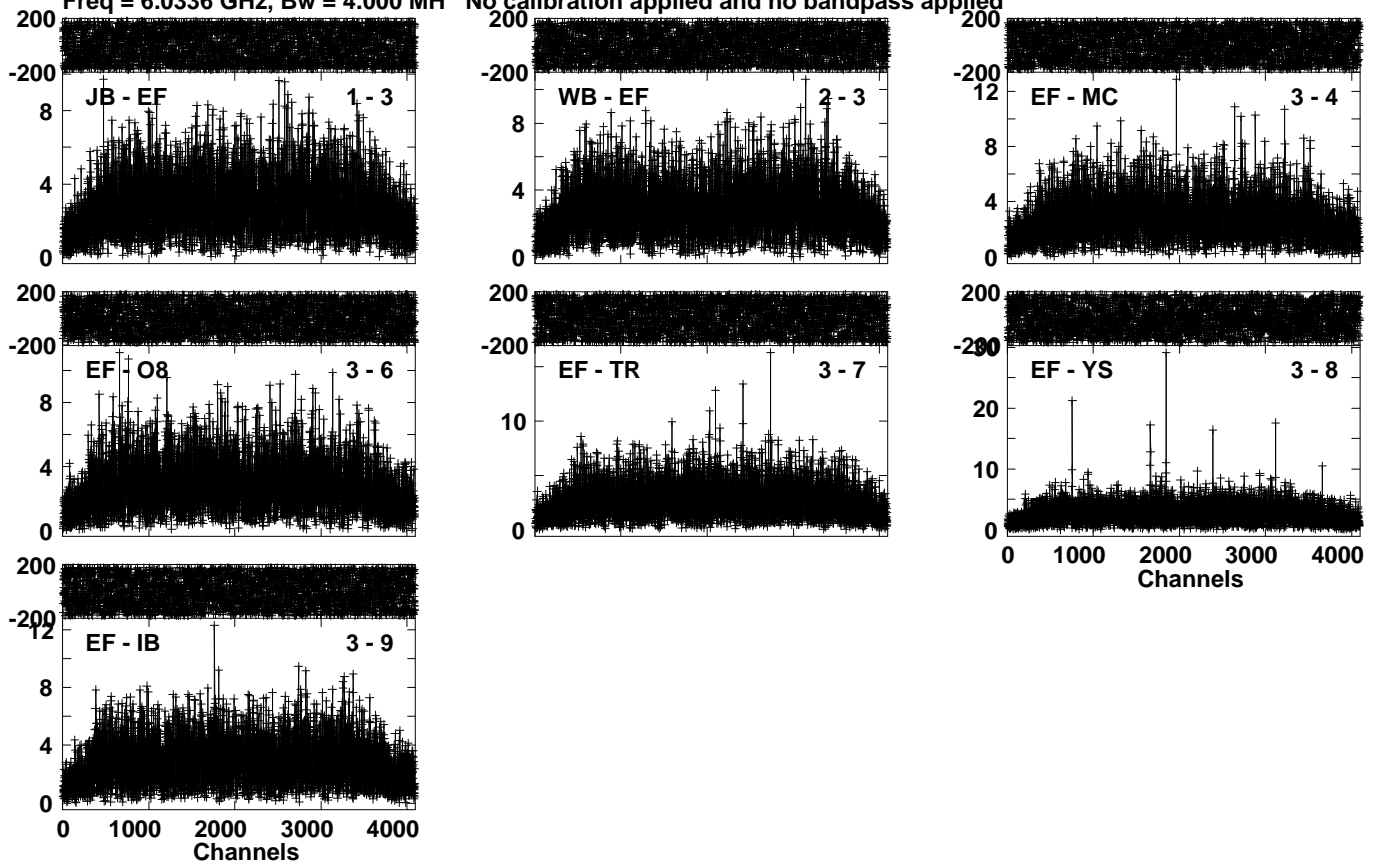 Freq = 6.0336 GHz, Bw = 4.000 MH   No calibration applied and no bandpass applied
200
-200
JB - EF 1 - 3
8
4
0
WB - EF 2 - 3
8
4
0
200
-200
12
EF - MC 3 - 4
8
4
0
200
-200
EF - O8 3 - 6
8
4
0
EF - TR 3 - 7
10
0
200
-200
30
EF - YS 3 - 8
20
10
0
0 1000 2000 3000 4000
Channels
200
-200
12
EF - IB 3 - 9
8
4
0
0 1000 2000 3000 4000
Channels